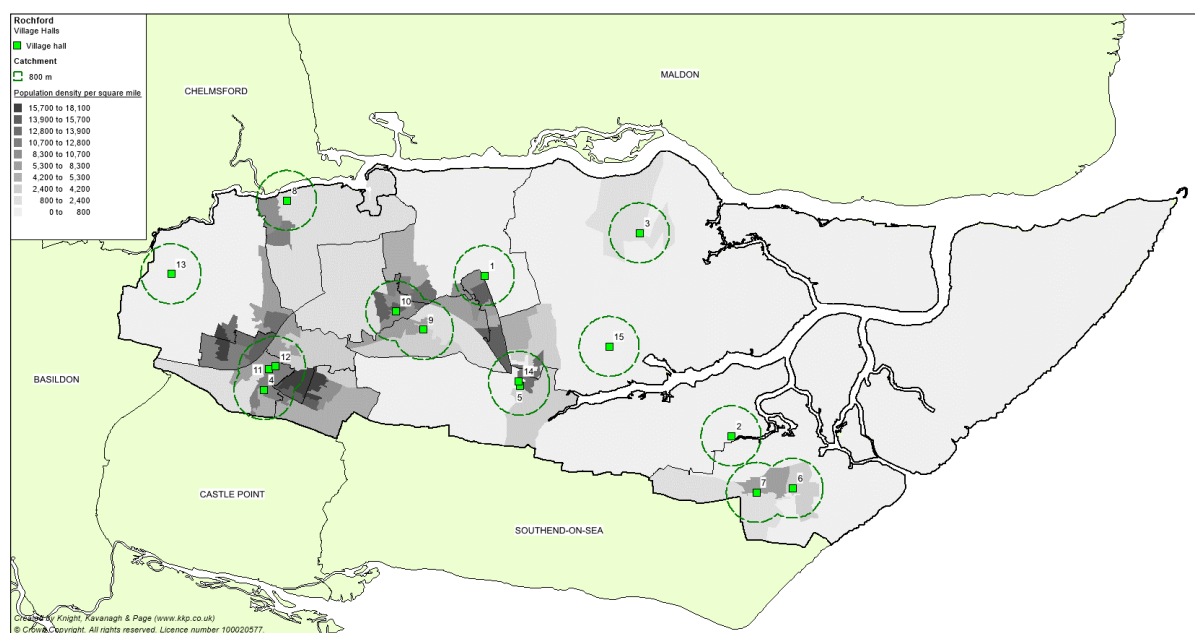 Rochford
Village Halls
Village hall
Catchment
800 m
Population density per square mile
15,700 to 18,100
13,900 to 15,700
12,800 to 13,900
10,700 to 12,800
8,300 to 10,700
5,300 to 8,300
4,200 to 5,300
2,400 to 4,200
800 to 2,400
0 to 800
MALDON
CHELMSFORD
8
3
13
1
10
9
15
12
11
14
4
5
BASILDON
2
7
6
CASTLE POINT
SOUTHEND-ON-SEA
Created by Knight, Kavanagh & Page (www.kkp.co.uk)
© Crown Copyright. All rights reserved. Licence number 100020577.